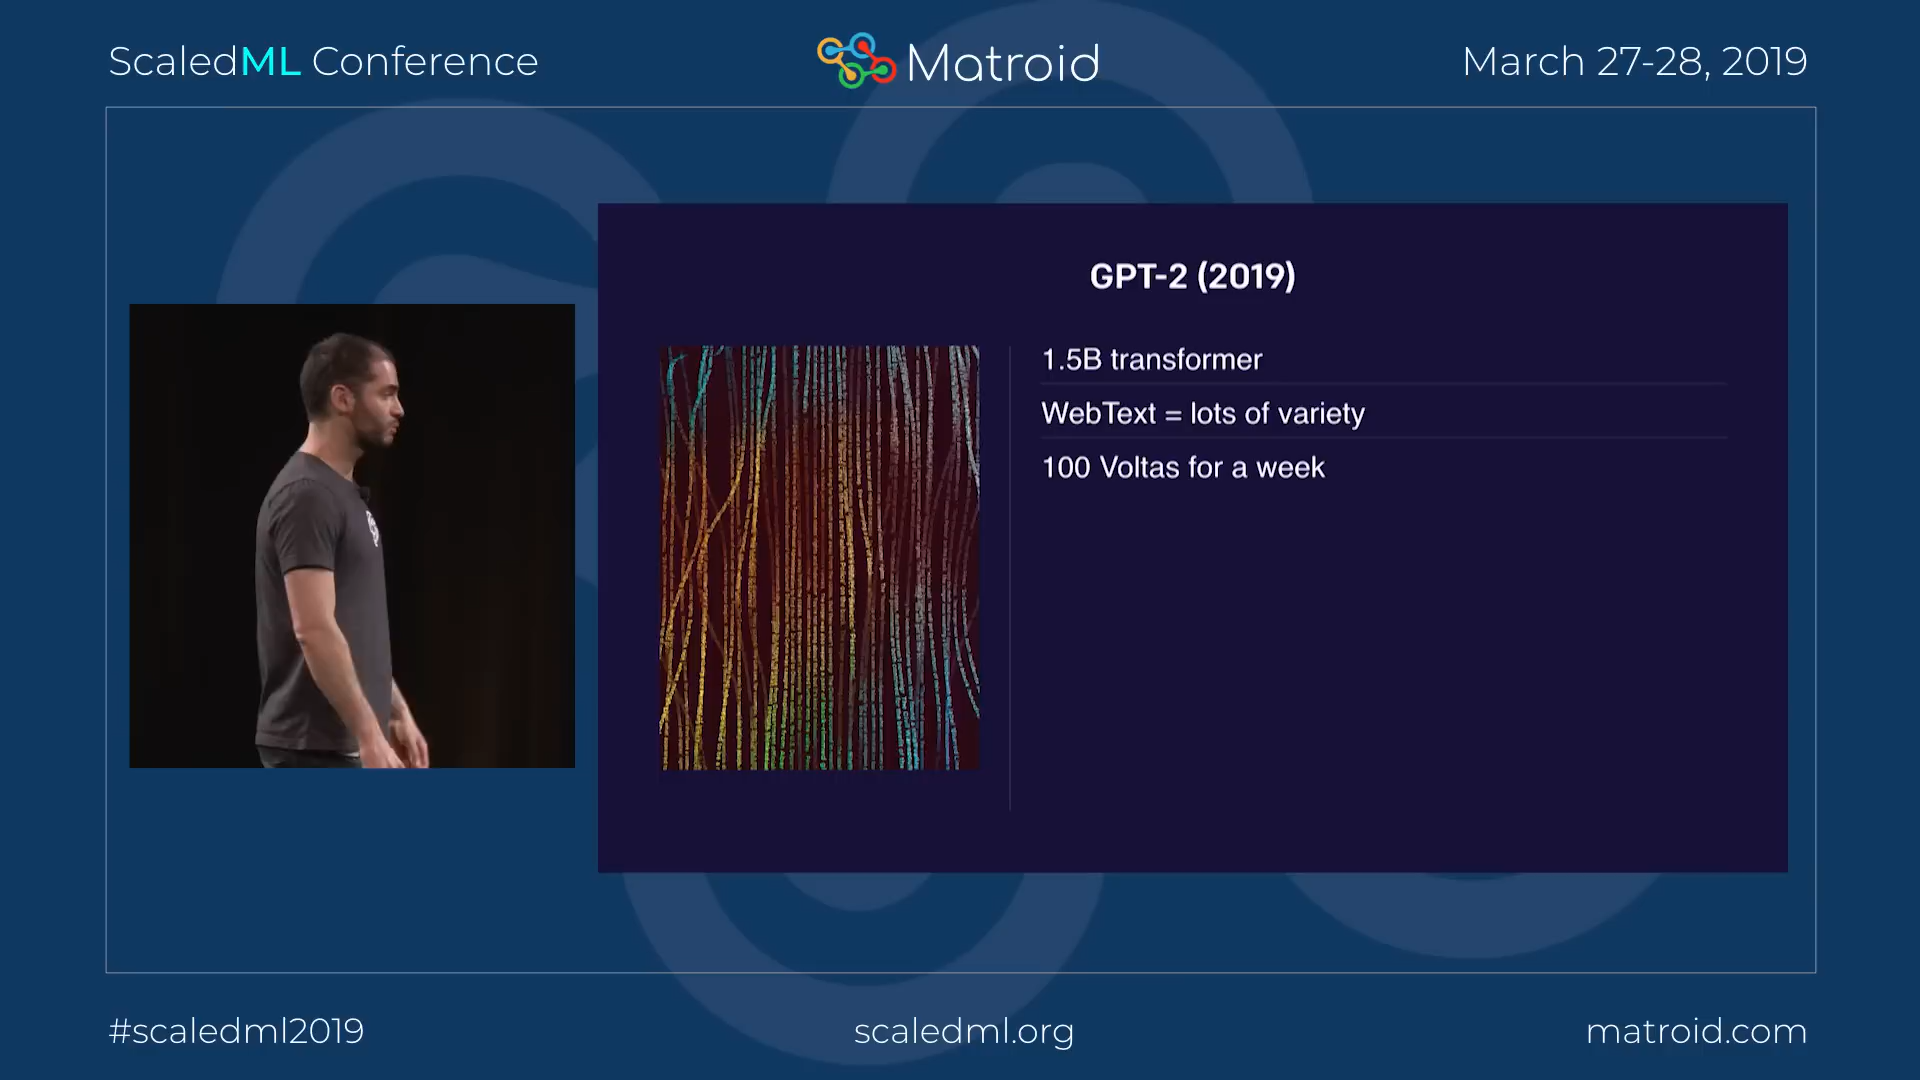 ScaledML Conference
Matroid
March 27-28, 2019
GPT-2 (2019)
1.5B transformer
WebText = lots of variety
100 Voltas for a week
#scaledml2019
scaledml.org
matroid.com